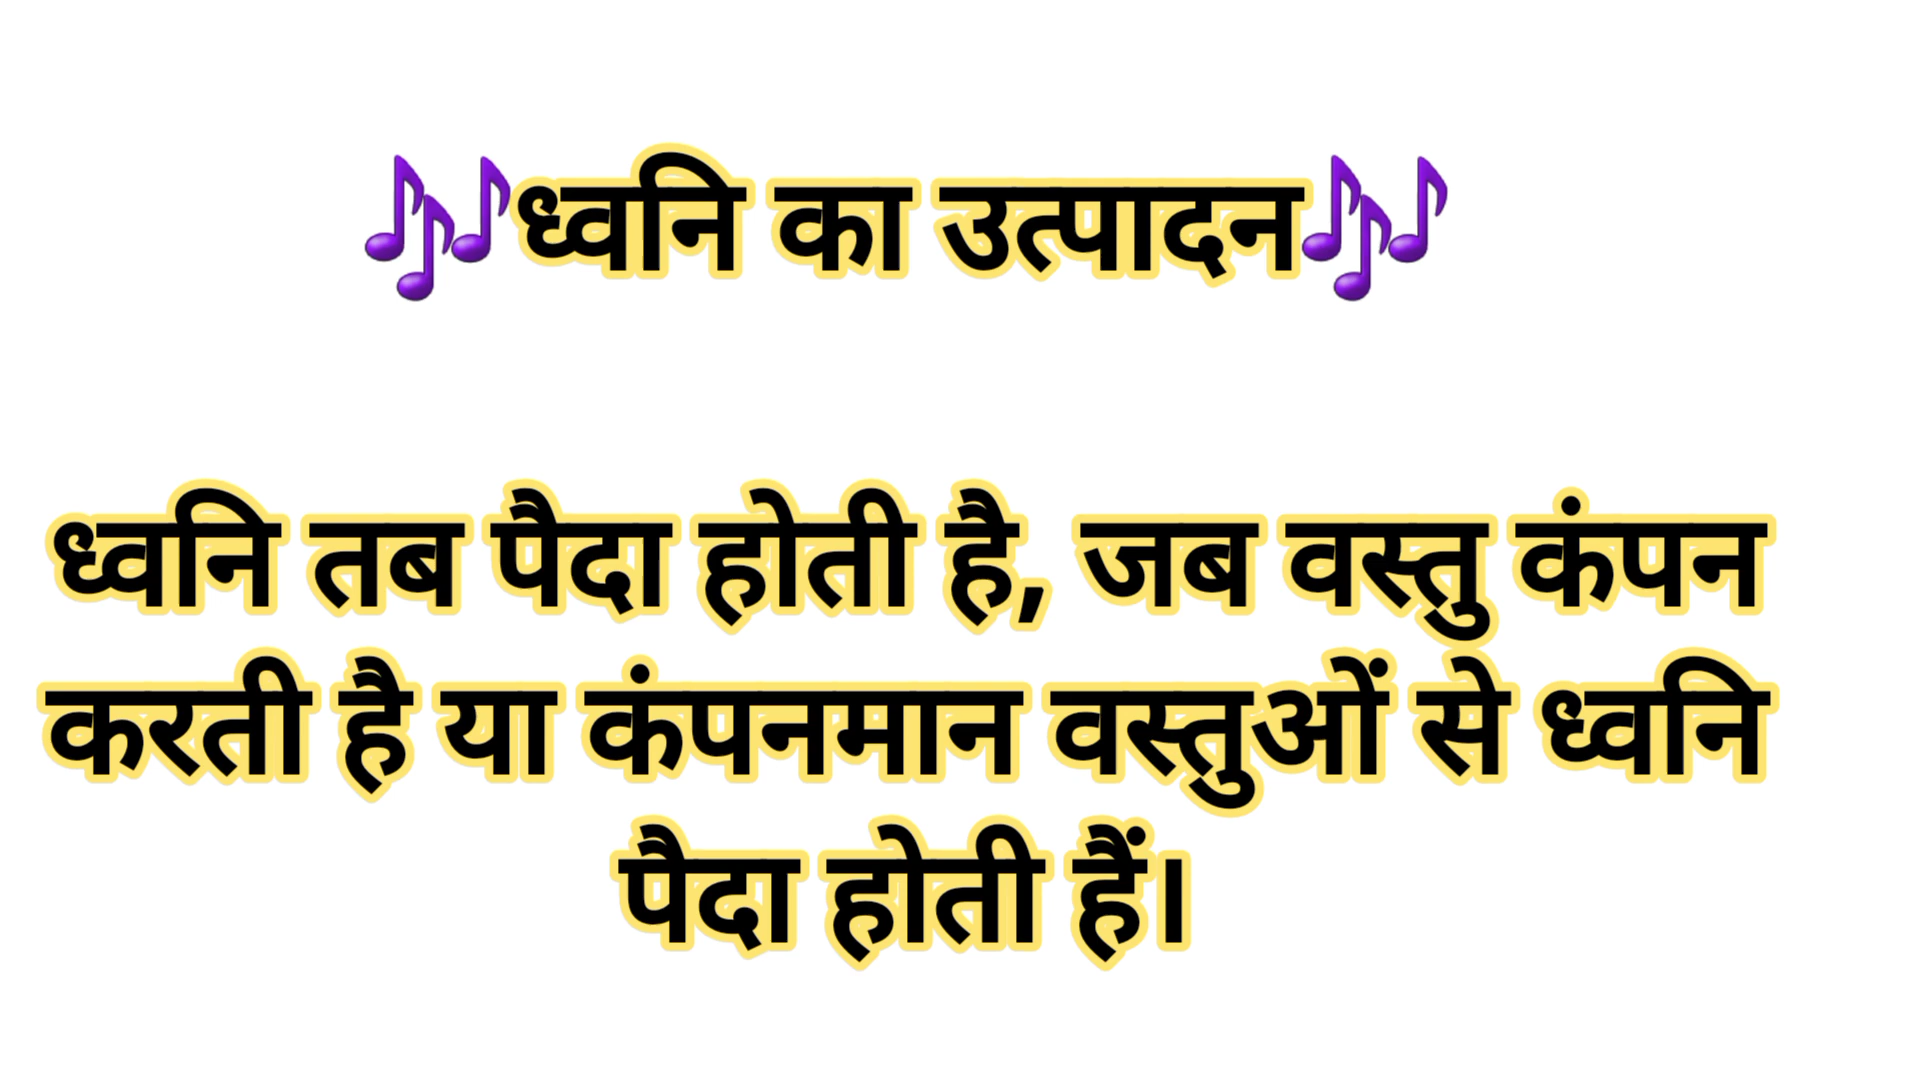 🎶ध्वनि का उत्पादन🎶
ध्वनि तब पैदा होती है, जब वस्तु कंपन
करती है या कंपनमान वस्तुओं से ध्वनि
पैदा होती हैं।